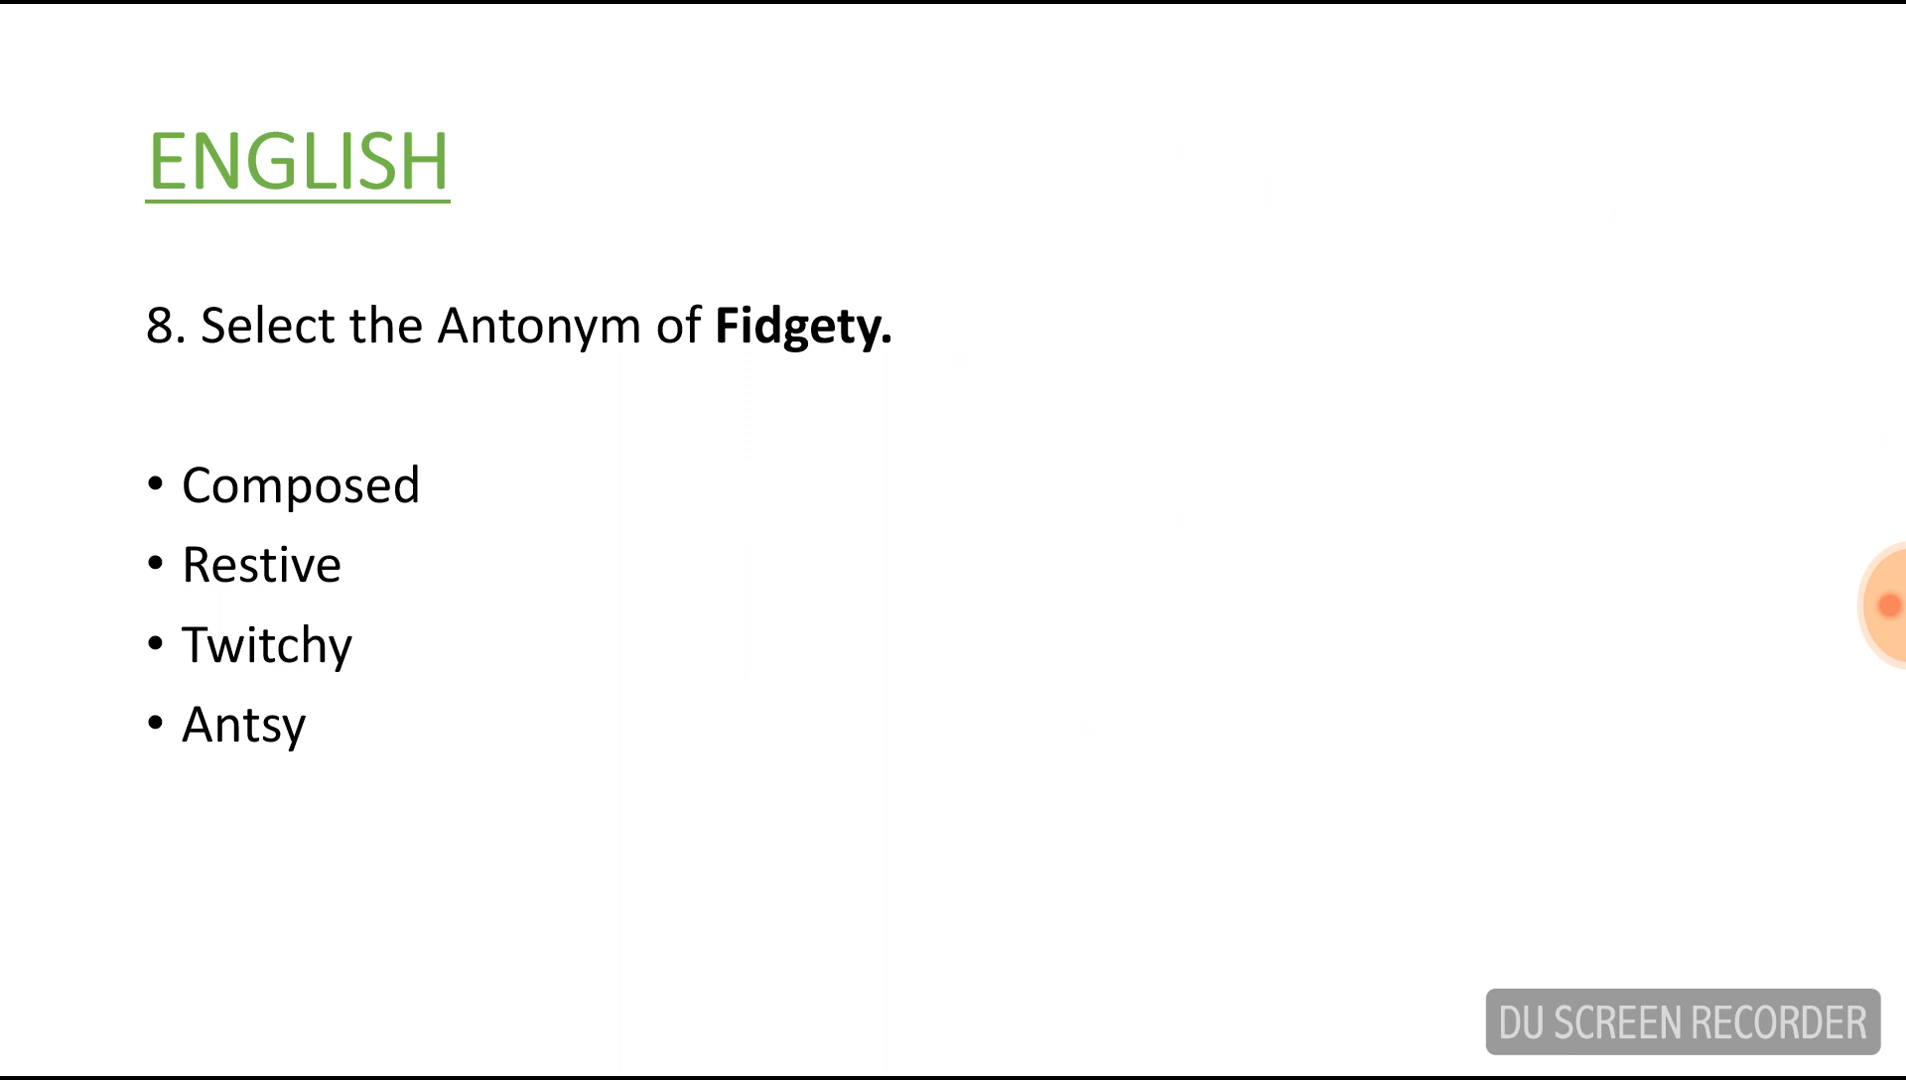 ENGLISH
8. Select the Antonym of Fidgety.
• Composed
• Restive
• Twitchy
• Antsy
DU SCREEN RECORDER